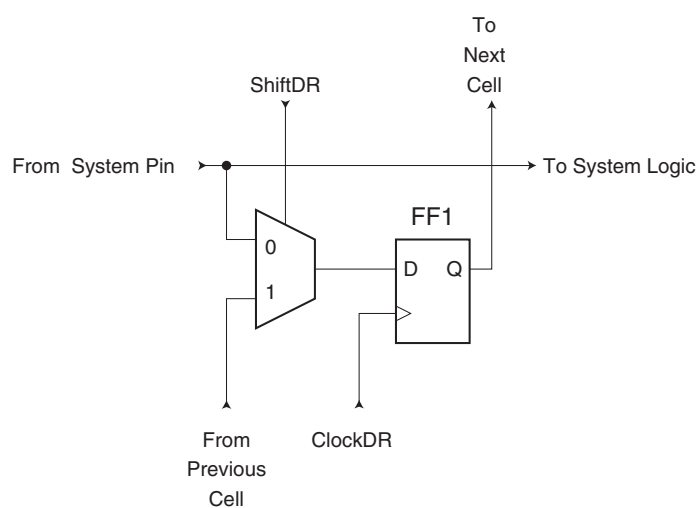 To
Next
Cell
ShiftDR
From System Pin
To System Logic
FF1
0
D Q
1
From
Previous
Cell
ClockDR